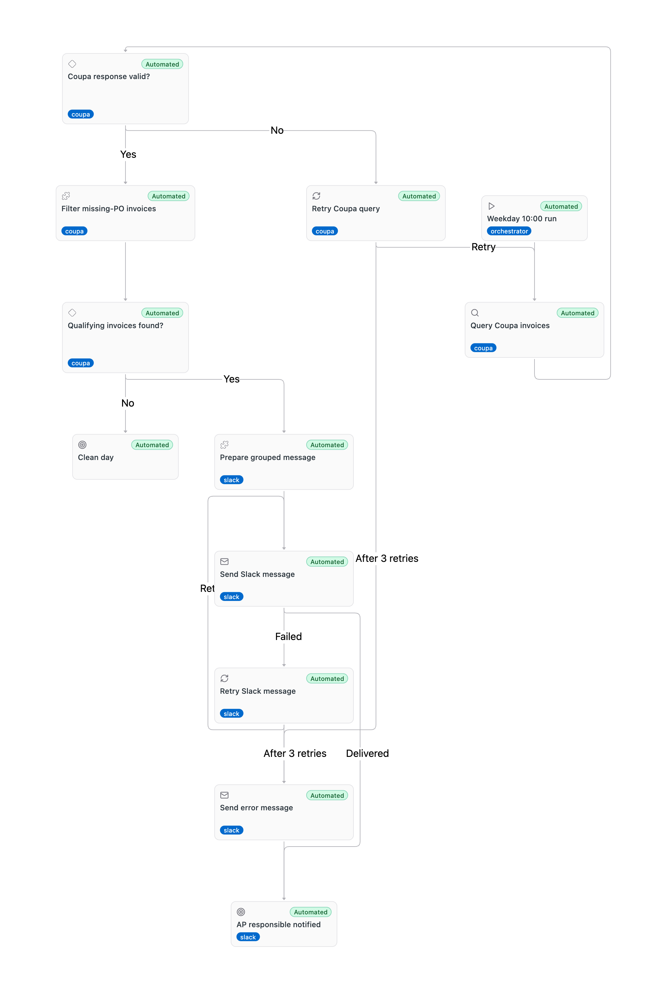 Automated
Coupa response valid?
coupa
No
Yes
Automated
Filter missing-PO invoices
coupa
Automated
Retry Coupa query
coupa
Automated
Weekday 10:00 run
orchestrator
Retry
Automated
Qualifying invoices found?
coupa
Automated
Query Coupa invoices
coupa
Yes
No
Automated
Clean day
Automated
Prepare grouped message
slack
Automated
Send Slack message
slack
After 3 retries
Ret
Failed
Automated
Retry Slack message
slack
After 3 retries
Delivered
Automated
Send error message
slack
Automated
AP responsible notified
slack